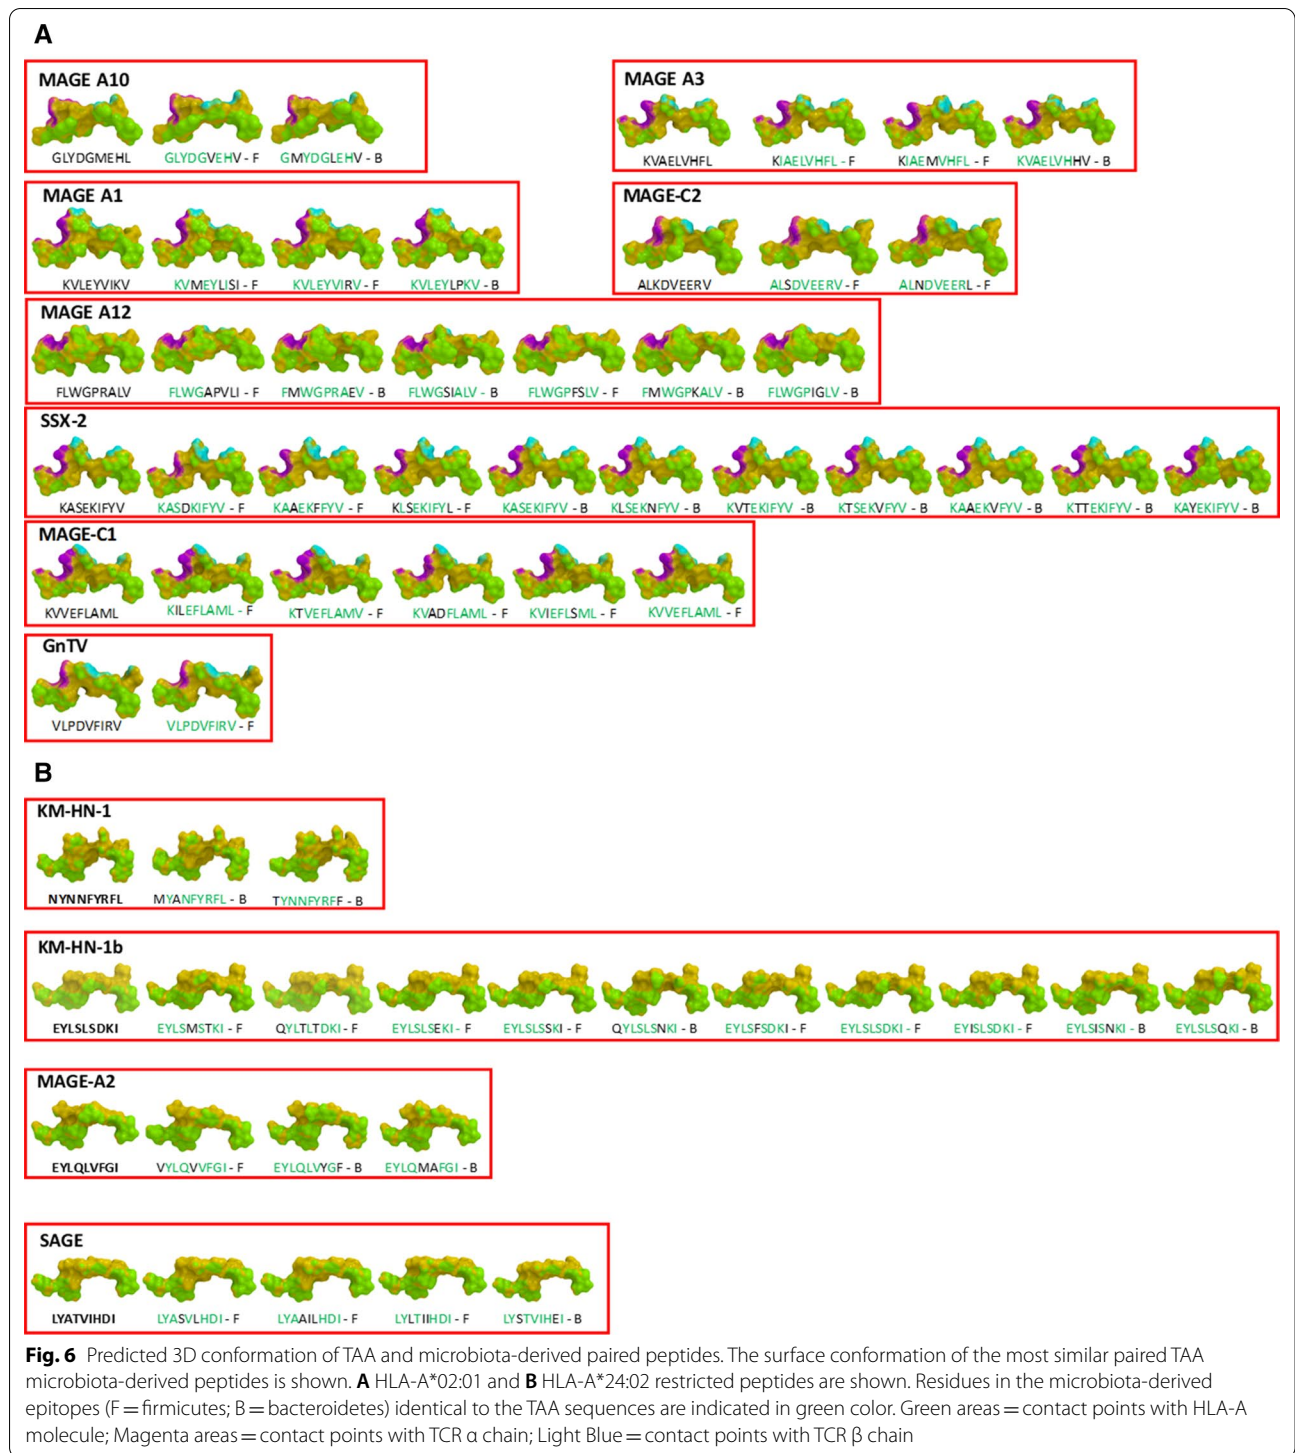 A
MAGE A10
GLYDGMEHL GLYDGVEHV - F GMYDGLEHV - B
MAGE A3
KVAELVHFL KIAELVHFL - F KIAEMVHFL - F KVAELVHHV - B
MAGE A1
KVLEYVIKV KVMEYLISI - F KVLEYVIRV - F KVLEYLPKV - B
MAGE-C2
ALKDVEERV ALSDVEERV - F ALNDVEERL - F
MAGE A12
FLWGPRALV FLWGAPVLI - F FMWGPRAEV - B FLWGSIALV - B FLWGPFSLV - F FMWGPKALV - B FLWGPIGLV - B
SSX-2
KASEKIFYV KASDKIFYV - F KAAEKFFYV - F KLSEKIFYL - F KASEKIFYV - B KLSEKNFYV - B KVTEKIFYV -B KTSEKVFYV - B KAAEKVFYV - B KTTEKIFYV - B KAYEKIFYV - B
MAGE-C1
KVVEFLAML KILEFLAML - F KTVEFLAMV - F KVADFLAML - F KVIEFLSML - F KVVEFLAML - F
GnTV
VLPDVFIRV VLPDVFIRV - F
B
KM-HN-1
NYNNFYRFL MYANFYRFL - B TYNNFYRFF - B
KM-HN-1b
EYLSLSDKI EYLSMSTKI - F QYLTLTDKI - F EYLSLSEKI - F EYLSLSSKI - F QYLSLSNKI - B EYLSFSDKI - F EYLSLSDKI - F EYISLSDKI - F EYLSISNKI - B EYLSLSQKI - B
MAGE-A2
EYLQLVFGI VYLQVVFGI - F EYLQLVYGF - B EYLQMAFGI - B
SAGE
LYATVIHDI LYASVLHDI - F LYAAILHDI - F LYLTIIHDI - F LYSTVIHEI - B
Fig. 6 Predicted 3D conformation of TAA and microbiota-derived paired peptides. The surface conformation of the most similar paired TAA
microbiota-derived peptides is shown. A HLA-A*02:01 and B HLA-A*24:02 restricted peptides are shown. Residues in the microbiota-derived
epitopes (F = firmicutes; B = bacteroidetes) identical to the TAA sequences are indicated in green color. Green areas = contact points with HLA-A
molecule; Magenta areas = contact points with TCR α chain; Light Blue = contact points with TCR β chain